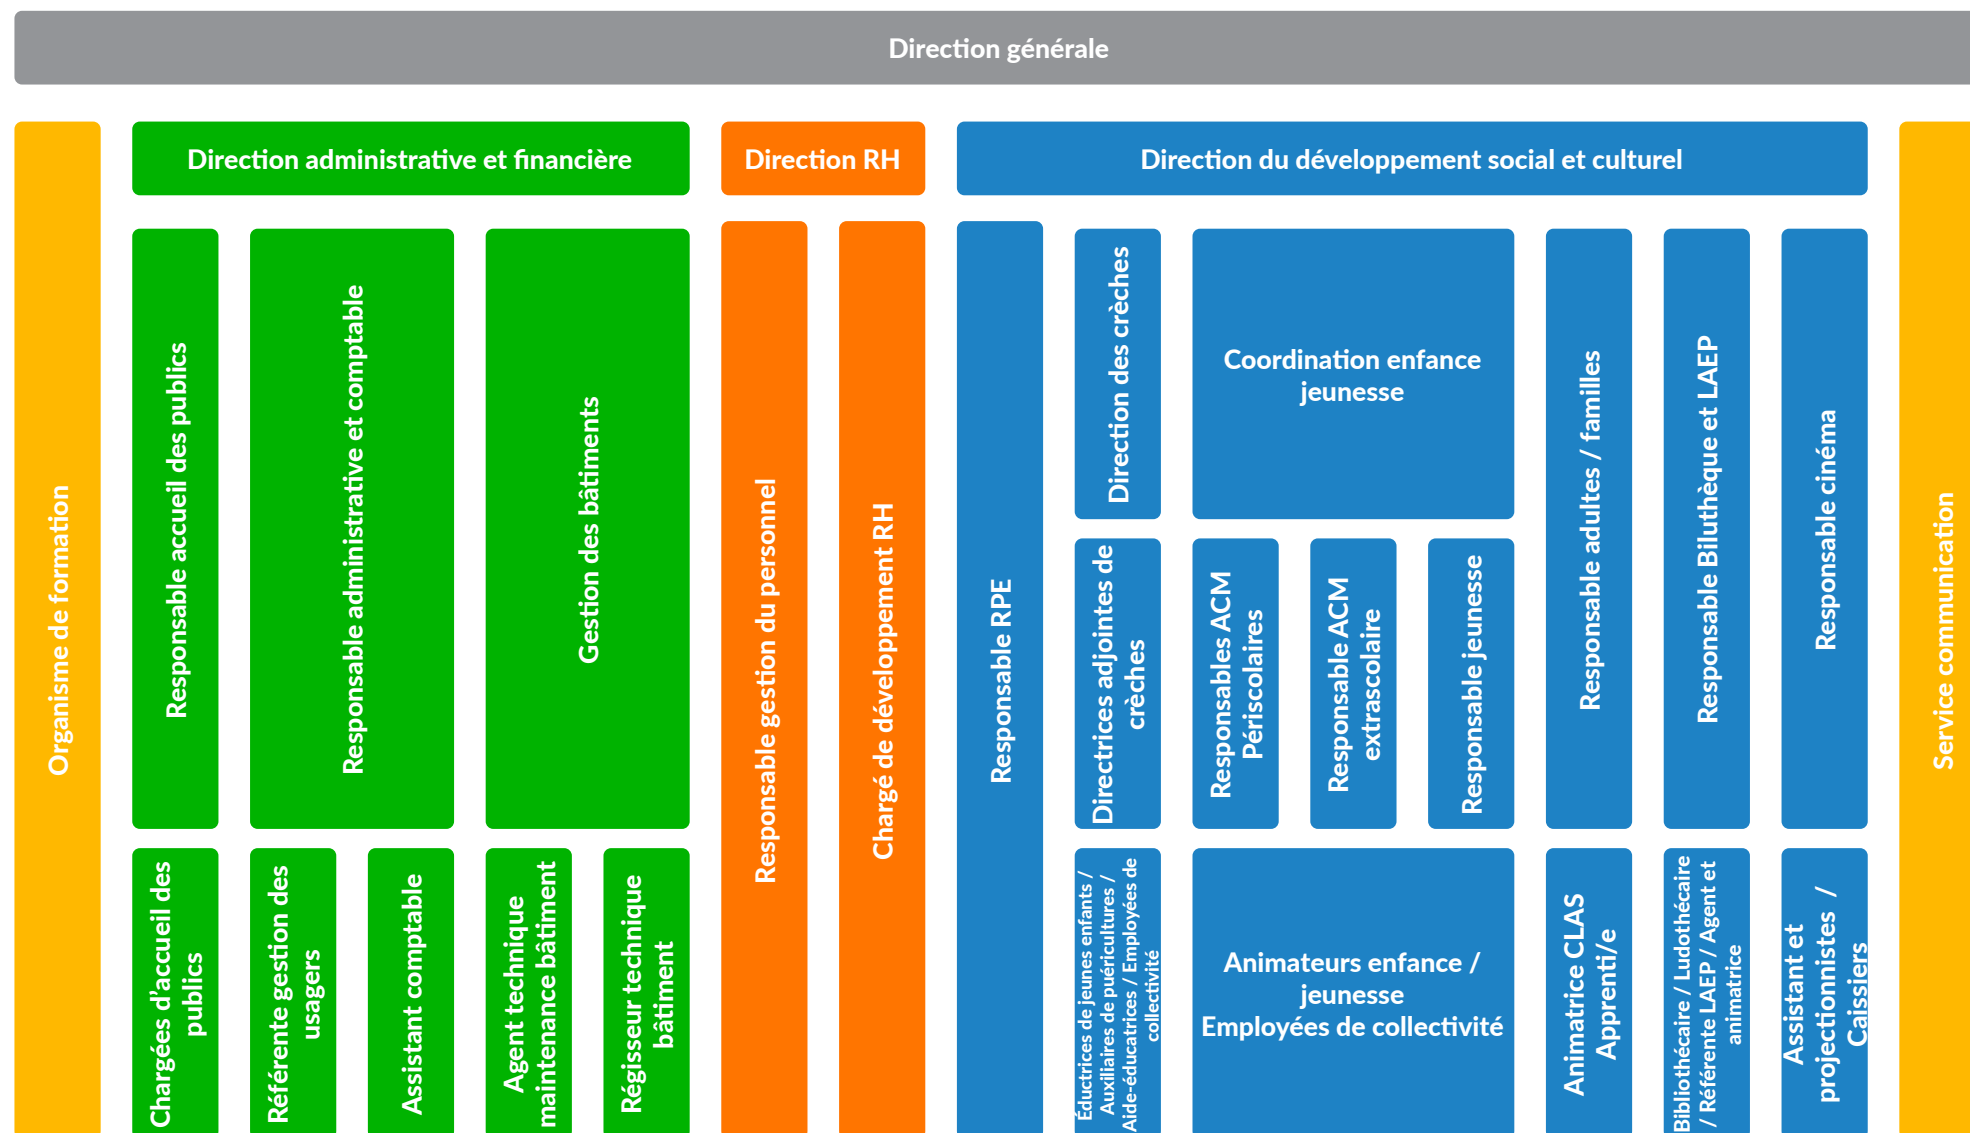 Direction générale
Organisme de formation
Direction administrative et financière
Direction RH
Direction du développement social et culturel
Service communication
Responsable accueil des publics
Responsable administrative et comptable
Gestion des bâtiments
Responsable gestion du personnel
Chargé de développement RH
Responsable RPE
Direction des crèches
Coordination enfance
jeunesse
Responsable adultes / familles
Responsable Biluthèque et LAEP
Responsable cinéma
Directrices adjointes de
crèches
Responsables ACM
Périscolaires
Responsable ACM
extrascolaire
Responsable jeunesse
Chargées d'accueil des
publics
Référente gestion des
usagers
Assistant comptable
Agent technique
maintenance bâtiment
Régisseur technique
bâtiment
Éductrices de jeunes enfants /
Auxiliaires de puéricultures /
Aide-éducatrices / Employées de
collectivité
Animateurs enfance /
jeunesse
Employées de collectivité
Animatrice CLAS
Apprenti/e
Bibliothécaire / Ludothécaire
/ Référente LAEP / Agent et
animatrice
Assistant et
projectionnistes /
Caissiers